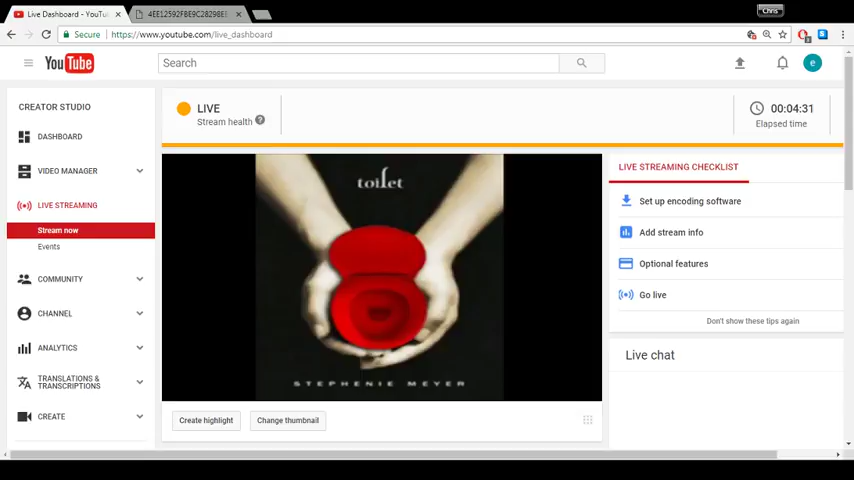 Live Dashboard - YouTu
4EE12592FBE9C28298E
Chris
Secure
https://www.youtube.com/live_dashboard
YouTube
Search
e
CREATOR STUDIO
DASHBOARD
VIDEO MANAGER
LIVE STREAMING
Stream now
Events
COMMUNITY
CHANNEL
ANALYTICS
TRANSLATIONS &
TRANSCRIPTIONS
CREATE
LIVE
Stream health
00:04:31
Elapsed time
toilet
STEPHENIE MEYER
Create highlight
Change thumbnail
LIVE STREAMING CHECKLIST
Set up encoding software
Add stream info
Optional features
Go live
Don't show these tips again
Live chat